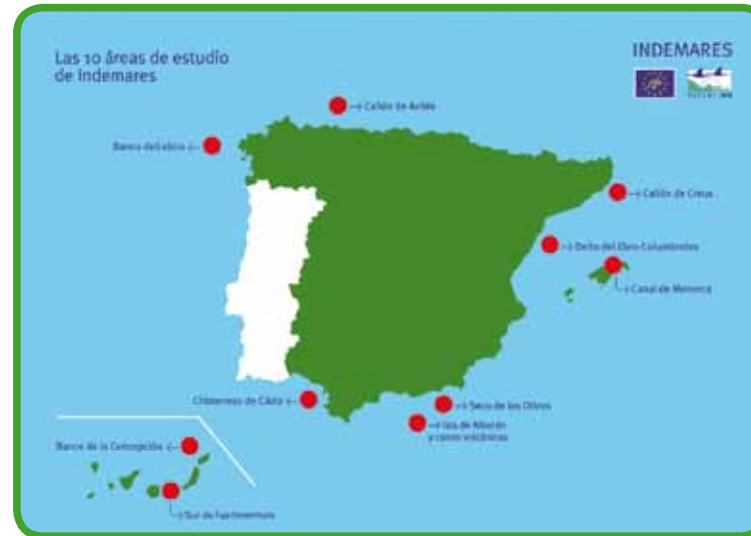 Las 10 áreas de estudio
de Indemares
INDEMARES
Cañón de Avilés
Banco de Galicia
Cañón de Creus
Delta del Ebro-Columbretes
Canal de Menorca
Chimeneas de Cádiz
Seco de los Olivos
Isla de Alborán
y conos volcánicos
Banco de la Concepción
Sur de Fuerteventura